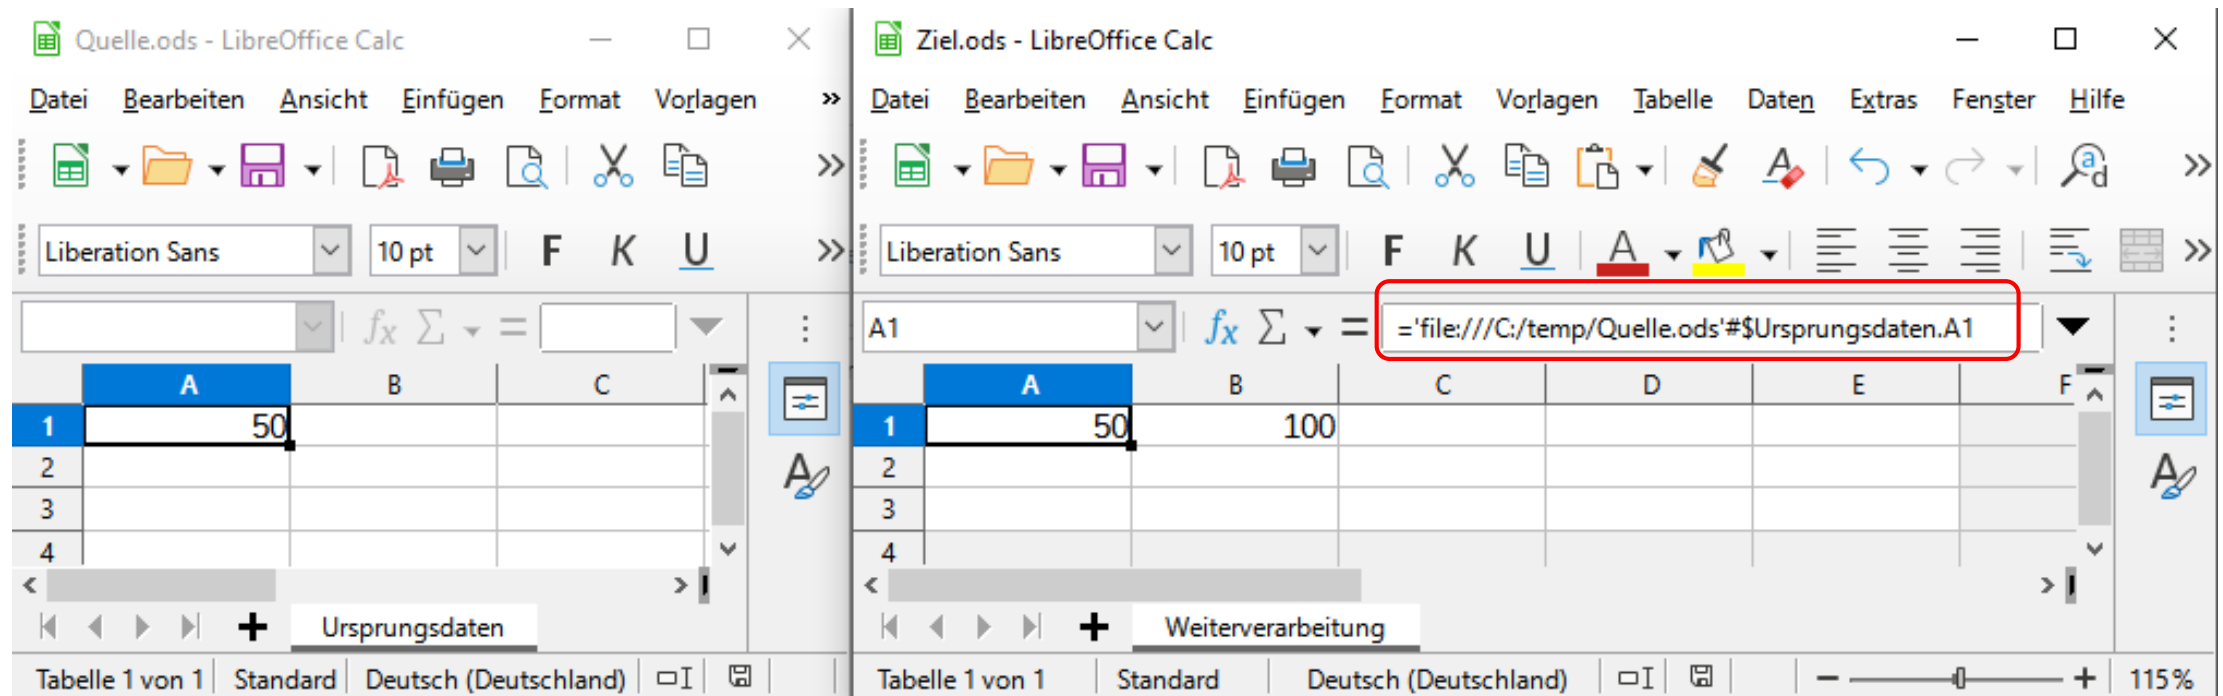 Quelle.ods - LibreOffice Calc
Datei Bearbeiten Ansicht Einfügen Format Vorlagen »
Liberation Sans 10 pt F K U »
fx Σ =
A B C
1 50
2
3
4
Ursprungsdaten
Tabelle 1 von 1 Standard Deutsch (Deutschland)
Ziel.ods - LibreOffice Calc
Datei Bearbeiten Ansicht Einfügen Format Vorlagen Tabelle Daten Extras Fenster Hilfe
Liberation Sans 10 pt F K U A »
A1 fx Σ = ='file:///C:/temp/Quelle.ods'#$Ursprungsdaten.A1
A B C D E F
1 50 100
2
3
4
Weiterverarbeitung
Tabelle 1 von 1 Standard Deutsch (Deutschland) 115 %